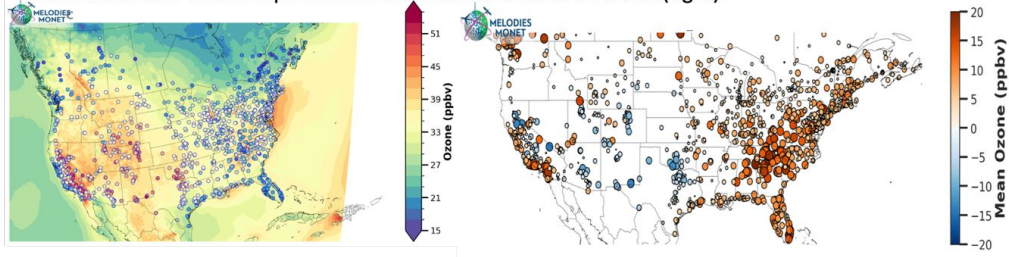 MELODIES
MONET
51
45
39
33
27
21
15
Ozone (ppbv)
MELODIES
MONET
20
15
10
5
0
−5
−10
−15
−20
Mean Ozone (ppbv)